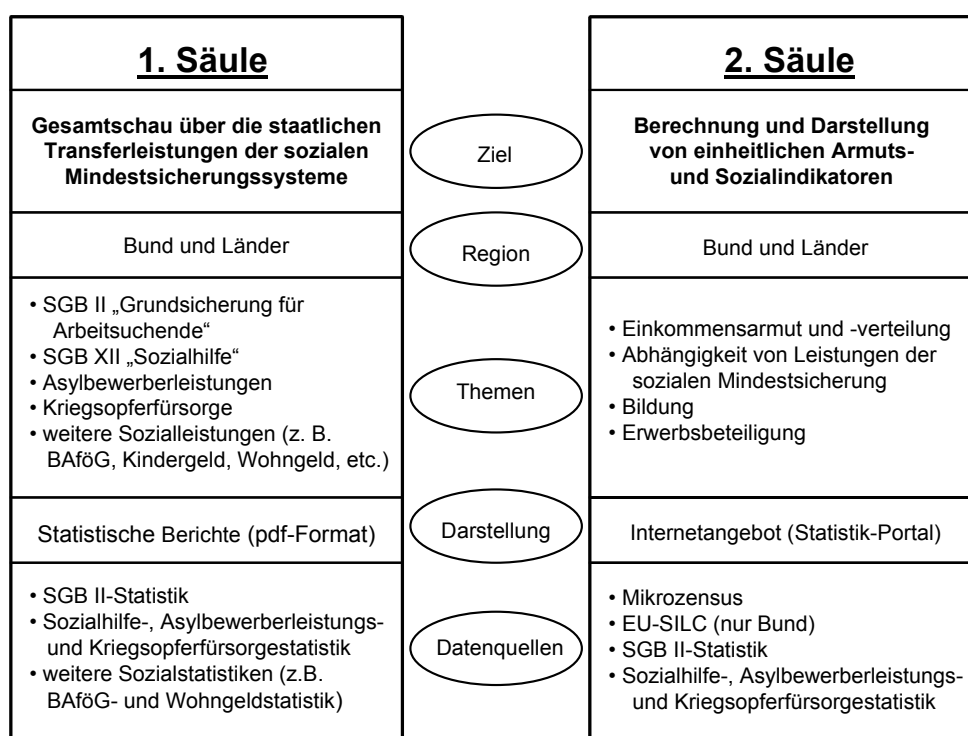 1. Säule
Gesamtschau über die staatlichen
Transferleistungen der sozialen
Mindestsicherungssysteme
Bund und Länder
• SGB II „Grundsicherung für
Arbeitsuchende“
• SGB XII „Sozialhilfe“
• Asylbewerberleistungen
• Kriegsopferfürsorge
• weitere Sozialleistungen (z. B.
BAföG, Kindergeld, Wohngeld, etc.)
Statistische Berichte (pdf-Format)
• SGB II-Statistik
• Sozialhilfe-, Asylbewerberleistungs-
und Kriegsopferfürsorgestatistik
• weitere Sozialstatistiken (z.B.
BAföG- und Wohngeldstatistik)
Ziel
Region
Themen
Darstellung
Datenquellen
2. Säule
Berechnung und Darstellung
von einheitlichen Armuts-
und Sozialindikatoren
Bund und Länder
• Einkommensarmut und -verteilung
• Abhängigkeit von Leistungen der
sozialen Mindestsicherung
• Bildung
• Erwerbsbeteiligung
Internetangebot (Statistik-Portal)
• Mikrozensus
• EU-SILC (nur Bund)
• SGB II-Statistik
• Sozialhilfe-, Asylbewerberleistungs-
und Kriegsopferfürsorgestatistik